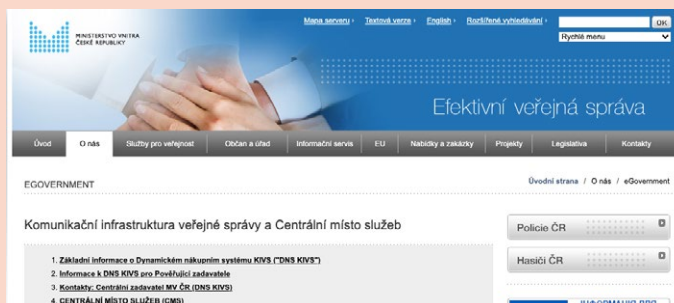 Mapa serveru
Textová verze
English
Rozšířené vyhledávání
OK
Rychlé menu
MINISTERSTVO VNITRA
ČESKÉ REPUBLIKY
Efektivní veřejná správa
Úvod
O nás
Služby pro veřejnost
Občan a úřad
Informační servis
EU
Nabídky a zakázky
Projekty
Legislativa
Kontakty
EGOVERNMENT
Úvodní strana / O nás / eGovernment
Komunikační infrastruktura veřejné správy a Centrální místo služeb
Policie ČR
Hasiči ČR
1. Základní informace o Dynamickém nákupním systému KIVS ("DNS KIVS")
2. Informace k DNS KIVS pro Pověřující zadavatele
3. Kontakty: Centrální zadavatel MV ČR (DNS KIVS)
4. CENTRÁLNÍ MÍSTO SLUŽEB (CMS)